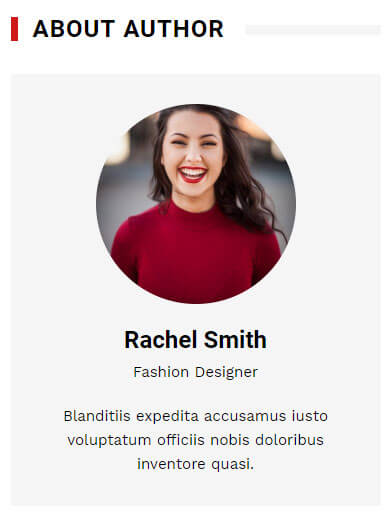 ABOUT AUTHOR
Rachel Smith
Fashion Designer
Blanditiis expedita accusamus iusto
voluptatum officiis nobis doloribus
inventore quasi.